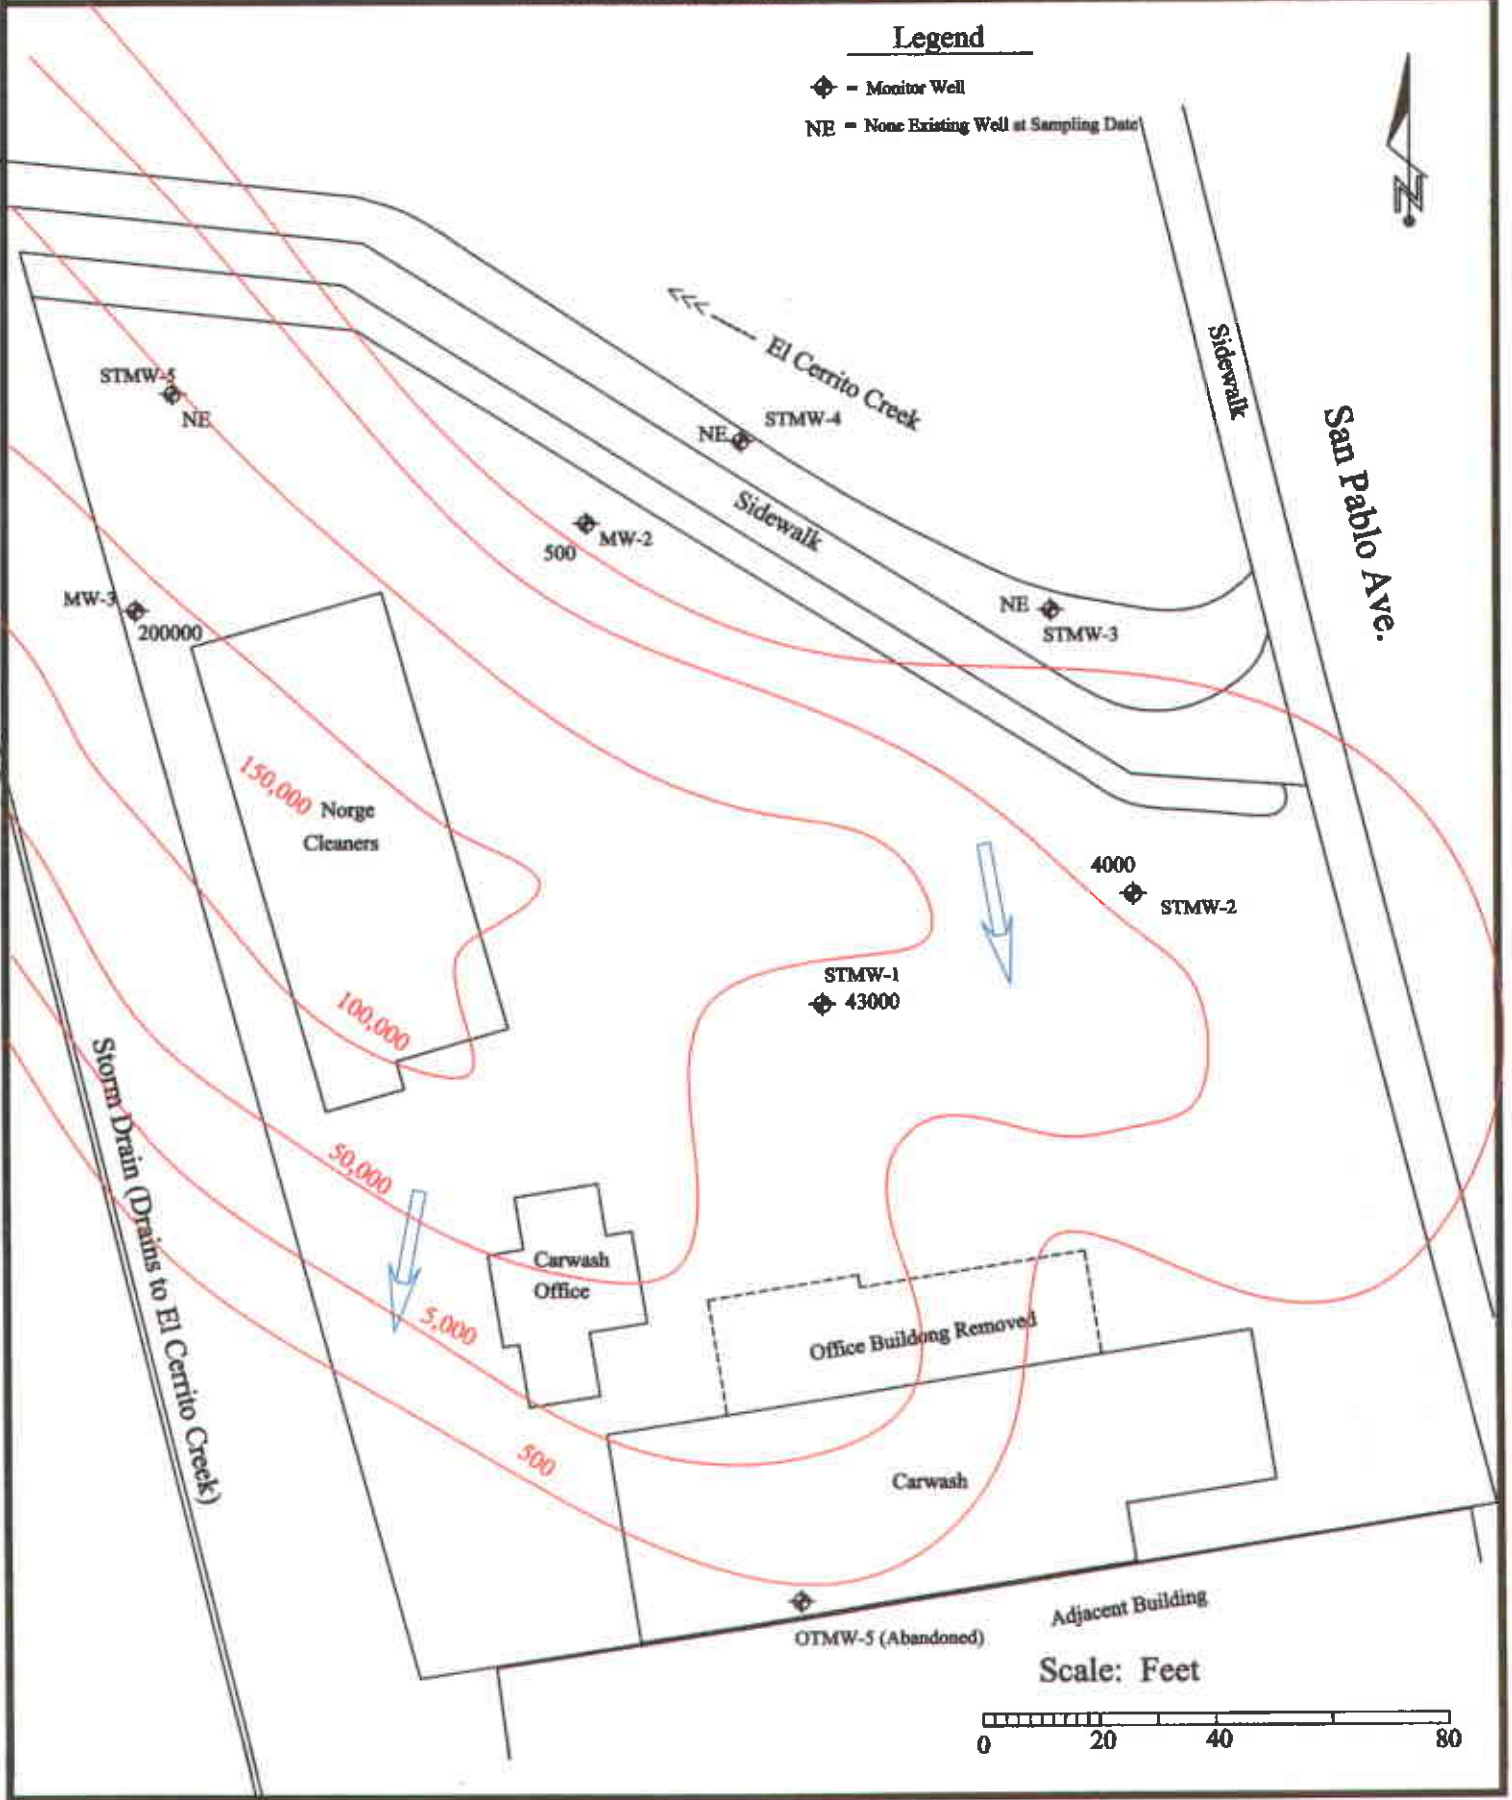 Legend
= Monitor Well
NE = None Existing Well at Sampling Date
N
Sidewalk
San Pablo Ave.
<<< ----- El Cerrito Creek
STMW-5
NE
NE
STMW-4
Sidewalk
500
MW-2
NE
STMW-3
MW-3
200000
150,000
Norge
Cleaners
4000
STMW-2
STMW-1
43000
100,000
Storm Drain (Drains to El Cerrito Creek)
50,000
Carwash
Office
5,000
Office Buildong Removed
500
Carwash
OTMW-5 (Abandoned)
Adjacent Building
Scale: Feet
0 20 40 80